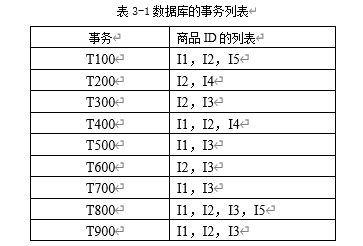 表 3-1 数据库的事务列表
事务 商品 ID 的列表
T100 I1，I2，I5
T200 I2，I4
T300 I2，I3
T400 I1，I2，I4
T500 I1，I3
T600 I2，I3
T700 I1，I3
T800 I1，I2，I3，I5
T900 I1，I2，I3